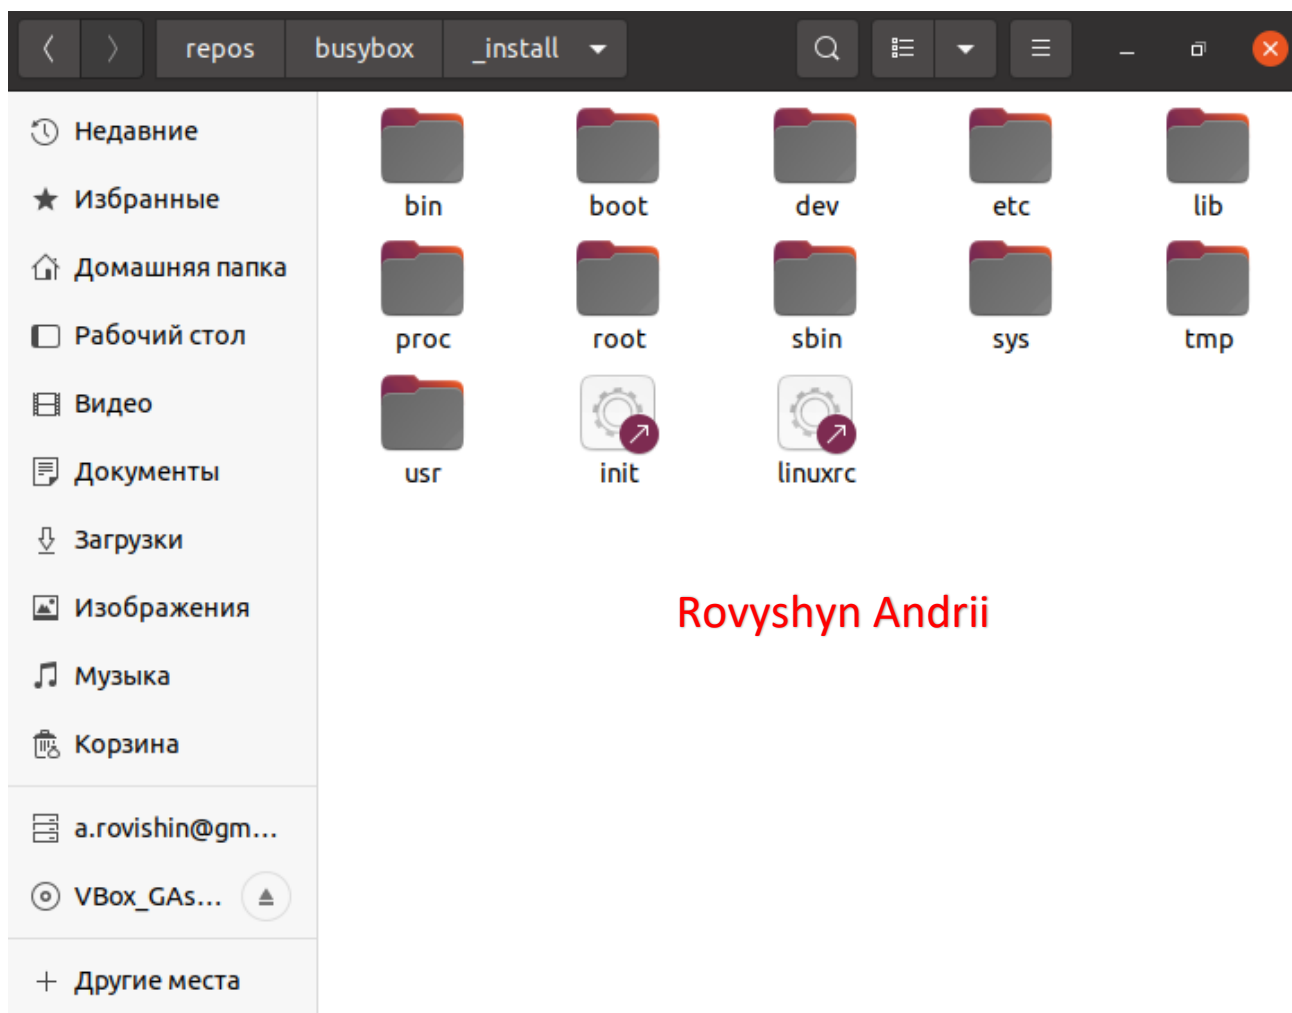 repos busybox _install
Недавние
Избранные
Домашняя папка
Рабочий стол
Видео
Документы
Загрузки
Изображения
Музыка
Корзина
a.rovishin@gm...
VBox_GAs...
Другие места
bin boot dev etc lib
proc root sbin sys tmp
usr init linuxrc
Rovyshyn Andrii